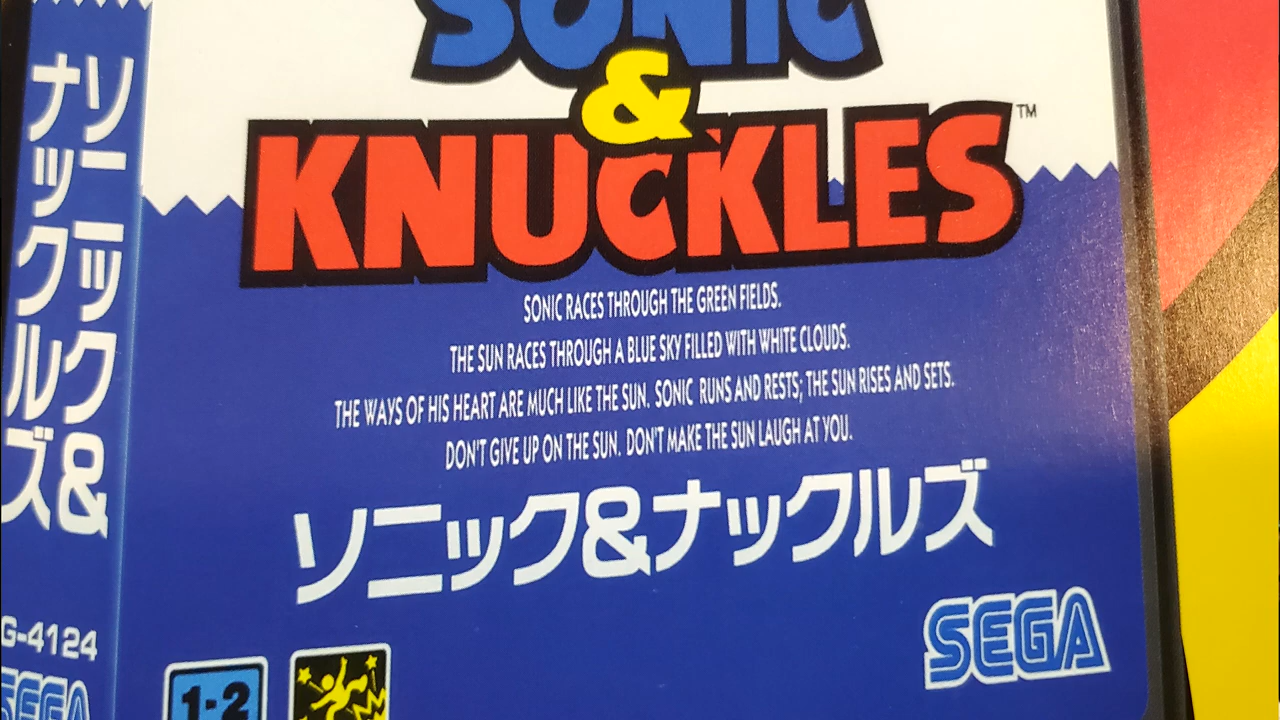 ソニック&
ナックルズ
G-4124
SEGA
SONIC
&
KNUCKLES™
SONIC RACES THROUGH THE GREEN FIELDS.
THE SUN RACES THROUGH A BLUE SKY FILLED WITH WHITE CLOUDS.
THE WAYS OF HIS HEART ARE MUCH LIKE THE SUN. SONIC RUNS AND RESTS; THE SUN RISES AND SETS.
DON'T GIVE UP ON THE SUN. DON'T MAKE THE SUN LAUGH AT YOU.
ソニック&ナックルズ
SEGA
1-2